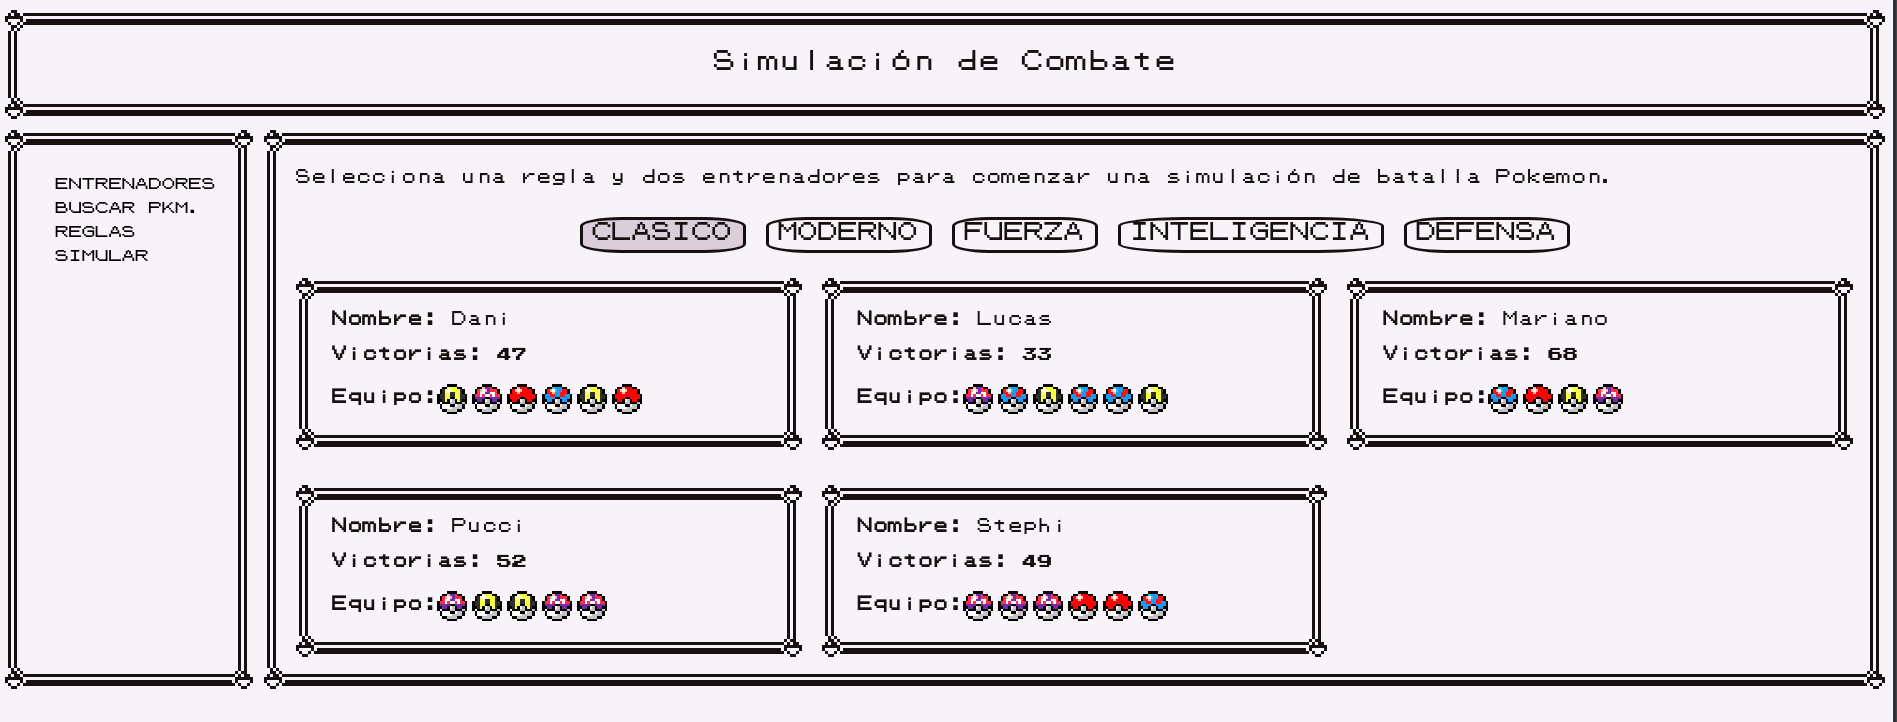 Simulación de Combate
ENTRENADORES
BUSCAR PKM.
REGLAS
SIMULAR
Selecciona una regla y dos entrenadores para comenzar una simulación de batalla Pokemon.
CLASICO MODERNO FUERZA INTELIGENCIA DEFENSA
Nombre: Dani
Victorias: 47
Equipo:
Nombre: Lucas
Victorias: 33
Equipo:
Nombre: Mariano
Victorias: 68
Equipo:
Nombre: Pucci
Victorias: 52
Equipo:
Nombre: Stephi
Victorias: 49
Equipo: